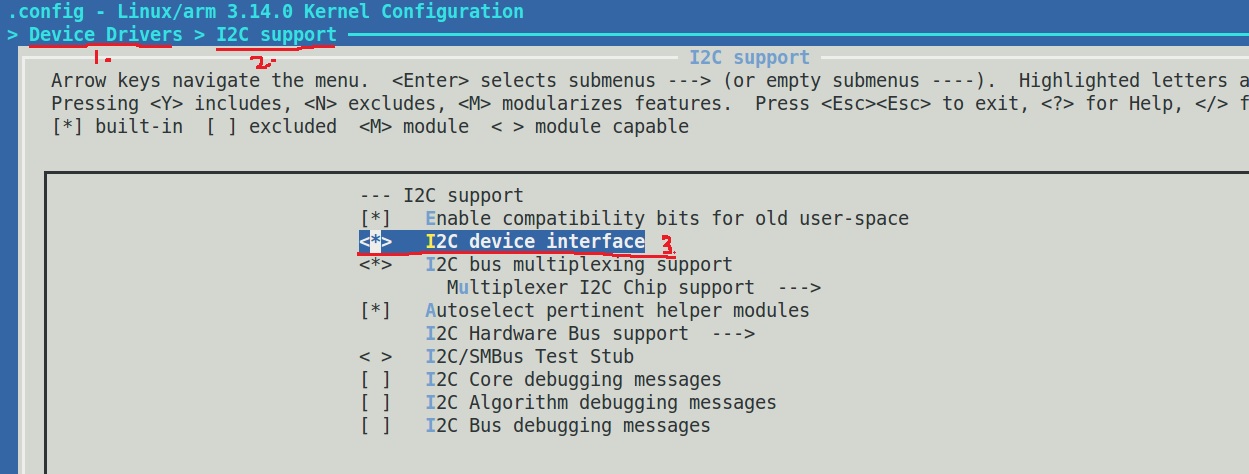 .config - Linux/arm 3.14.0 Kernel Configuration
> Device Drivers > I2C support
1. 2.
I2C support
Arrow keys navigate the menu.  <Enter> selects submenus ---> (or empty submenus ----).  Highlighted letters a
Pressing <Y> includes, <N> excludes, <M> modularizes features.  Press <Esc><Esc> to exit, <?> for Help, </> f
[*] built-in  [ ] excluded  <M> module  < > module capable
--- I2C support
[*]   Enable compatibility bits for old user-space
<*>   I2C device interface 3.
<*>   I2C bus multiplexing support
Multiplexer I2C Chip support  --->
[*]   Autoselect pertinent helper modules
I2C Hardware Bus support  --->
< >   I2C/SMBus Test Stub
[ ]   I2C Core debugging messages
[ ]   I2C Algorithm debugging messages
[ ]   I2C Bus debugging messages